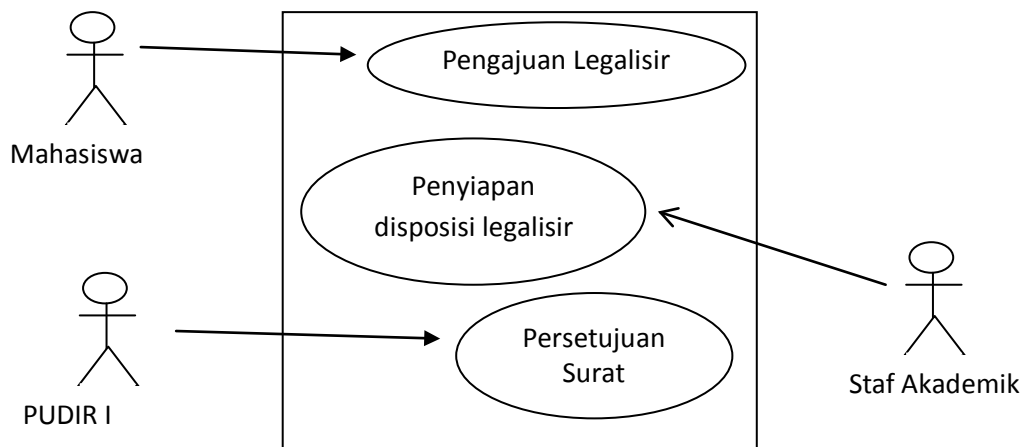 Pengajuan Legalisir
Mahasiswa
Penyiapan
disposisi legalisir
Persetujuan
Surat
Staf Akademik
PUDIR I